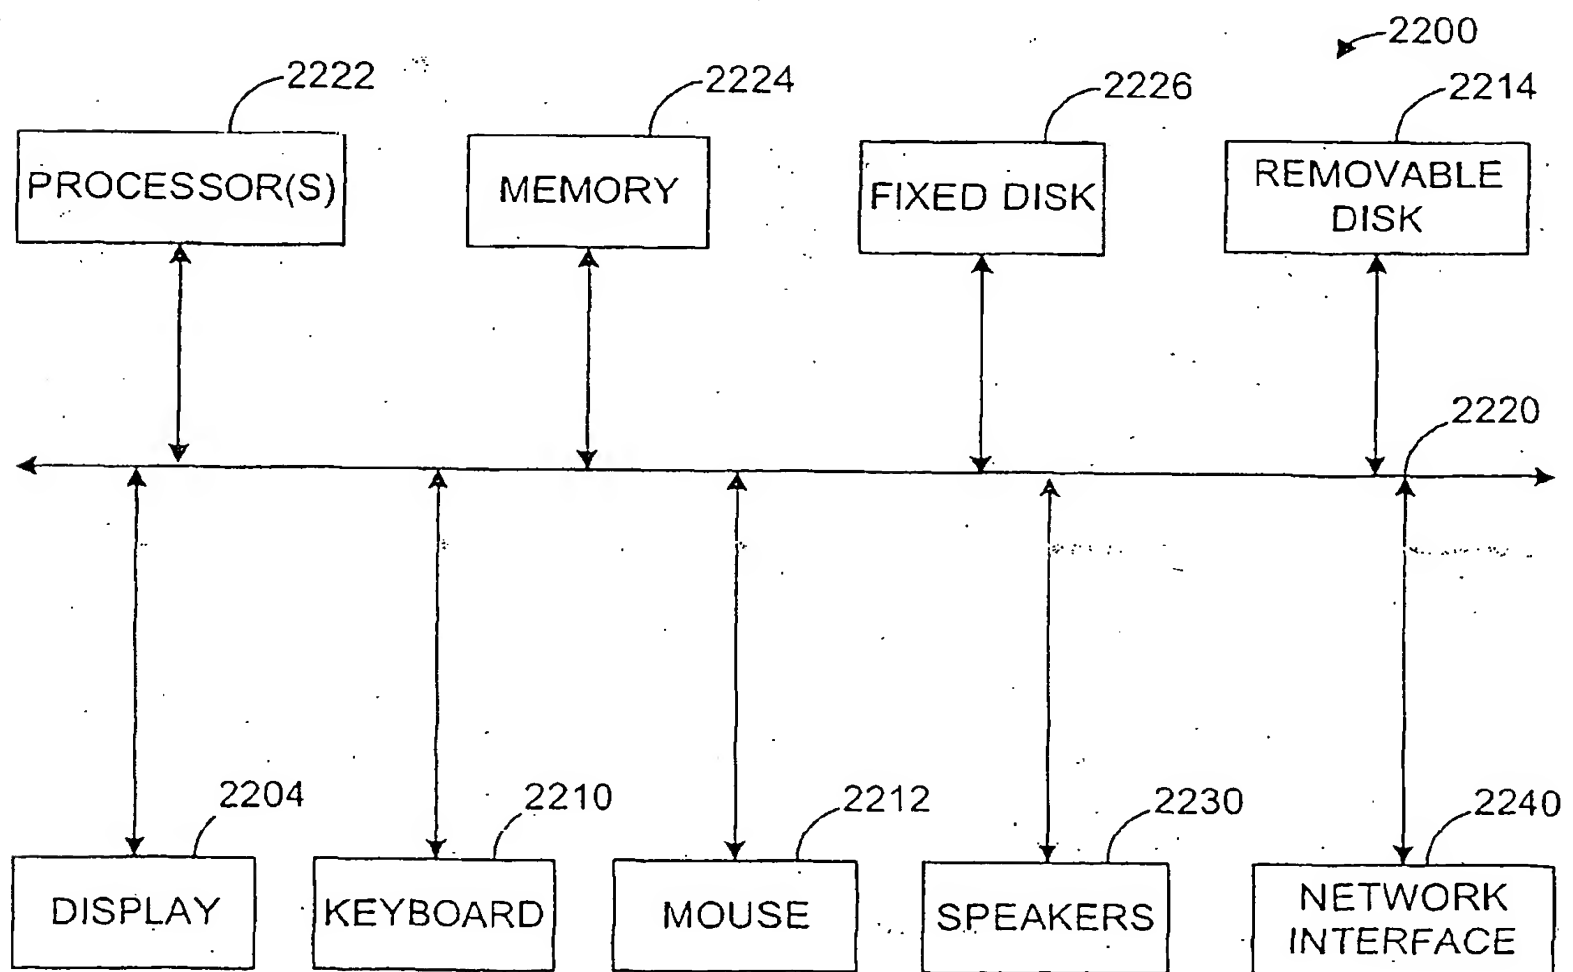 2200
2222
2224
2226
2214
PROCESSOR(S)
MEMORY
FIXED DISK
REMOVABLE
DISK
2220
2204
2210
2212
2230
2240
DISPLAY
KEYBOARD
MOUSE
SPEAKERS
NETWORK
INTERFACE